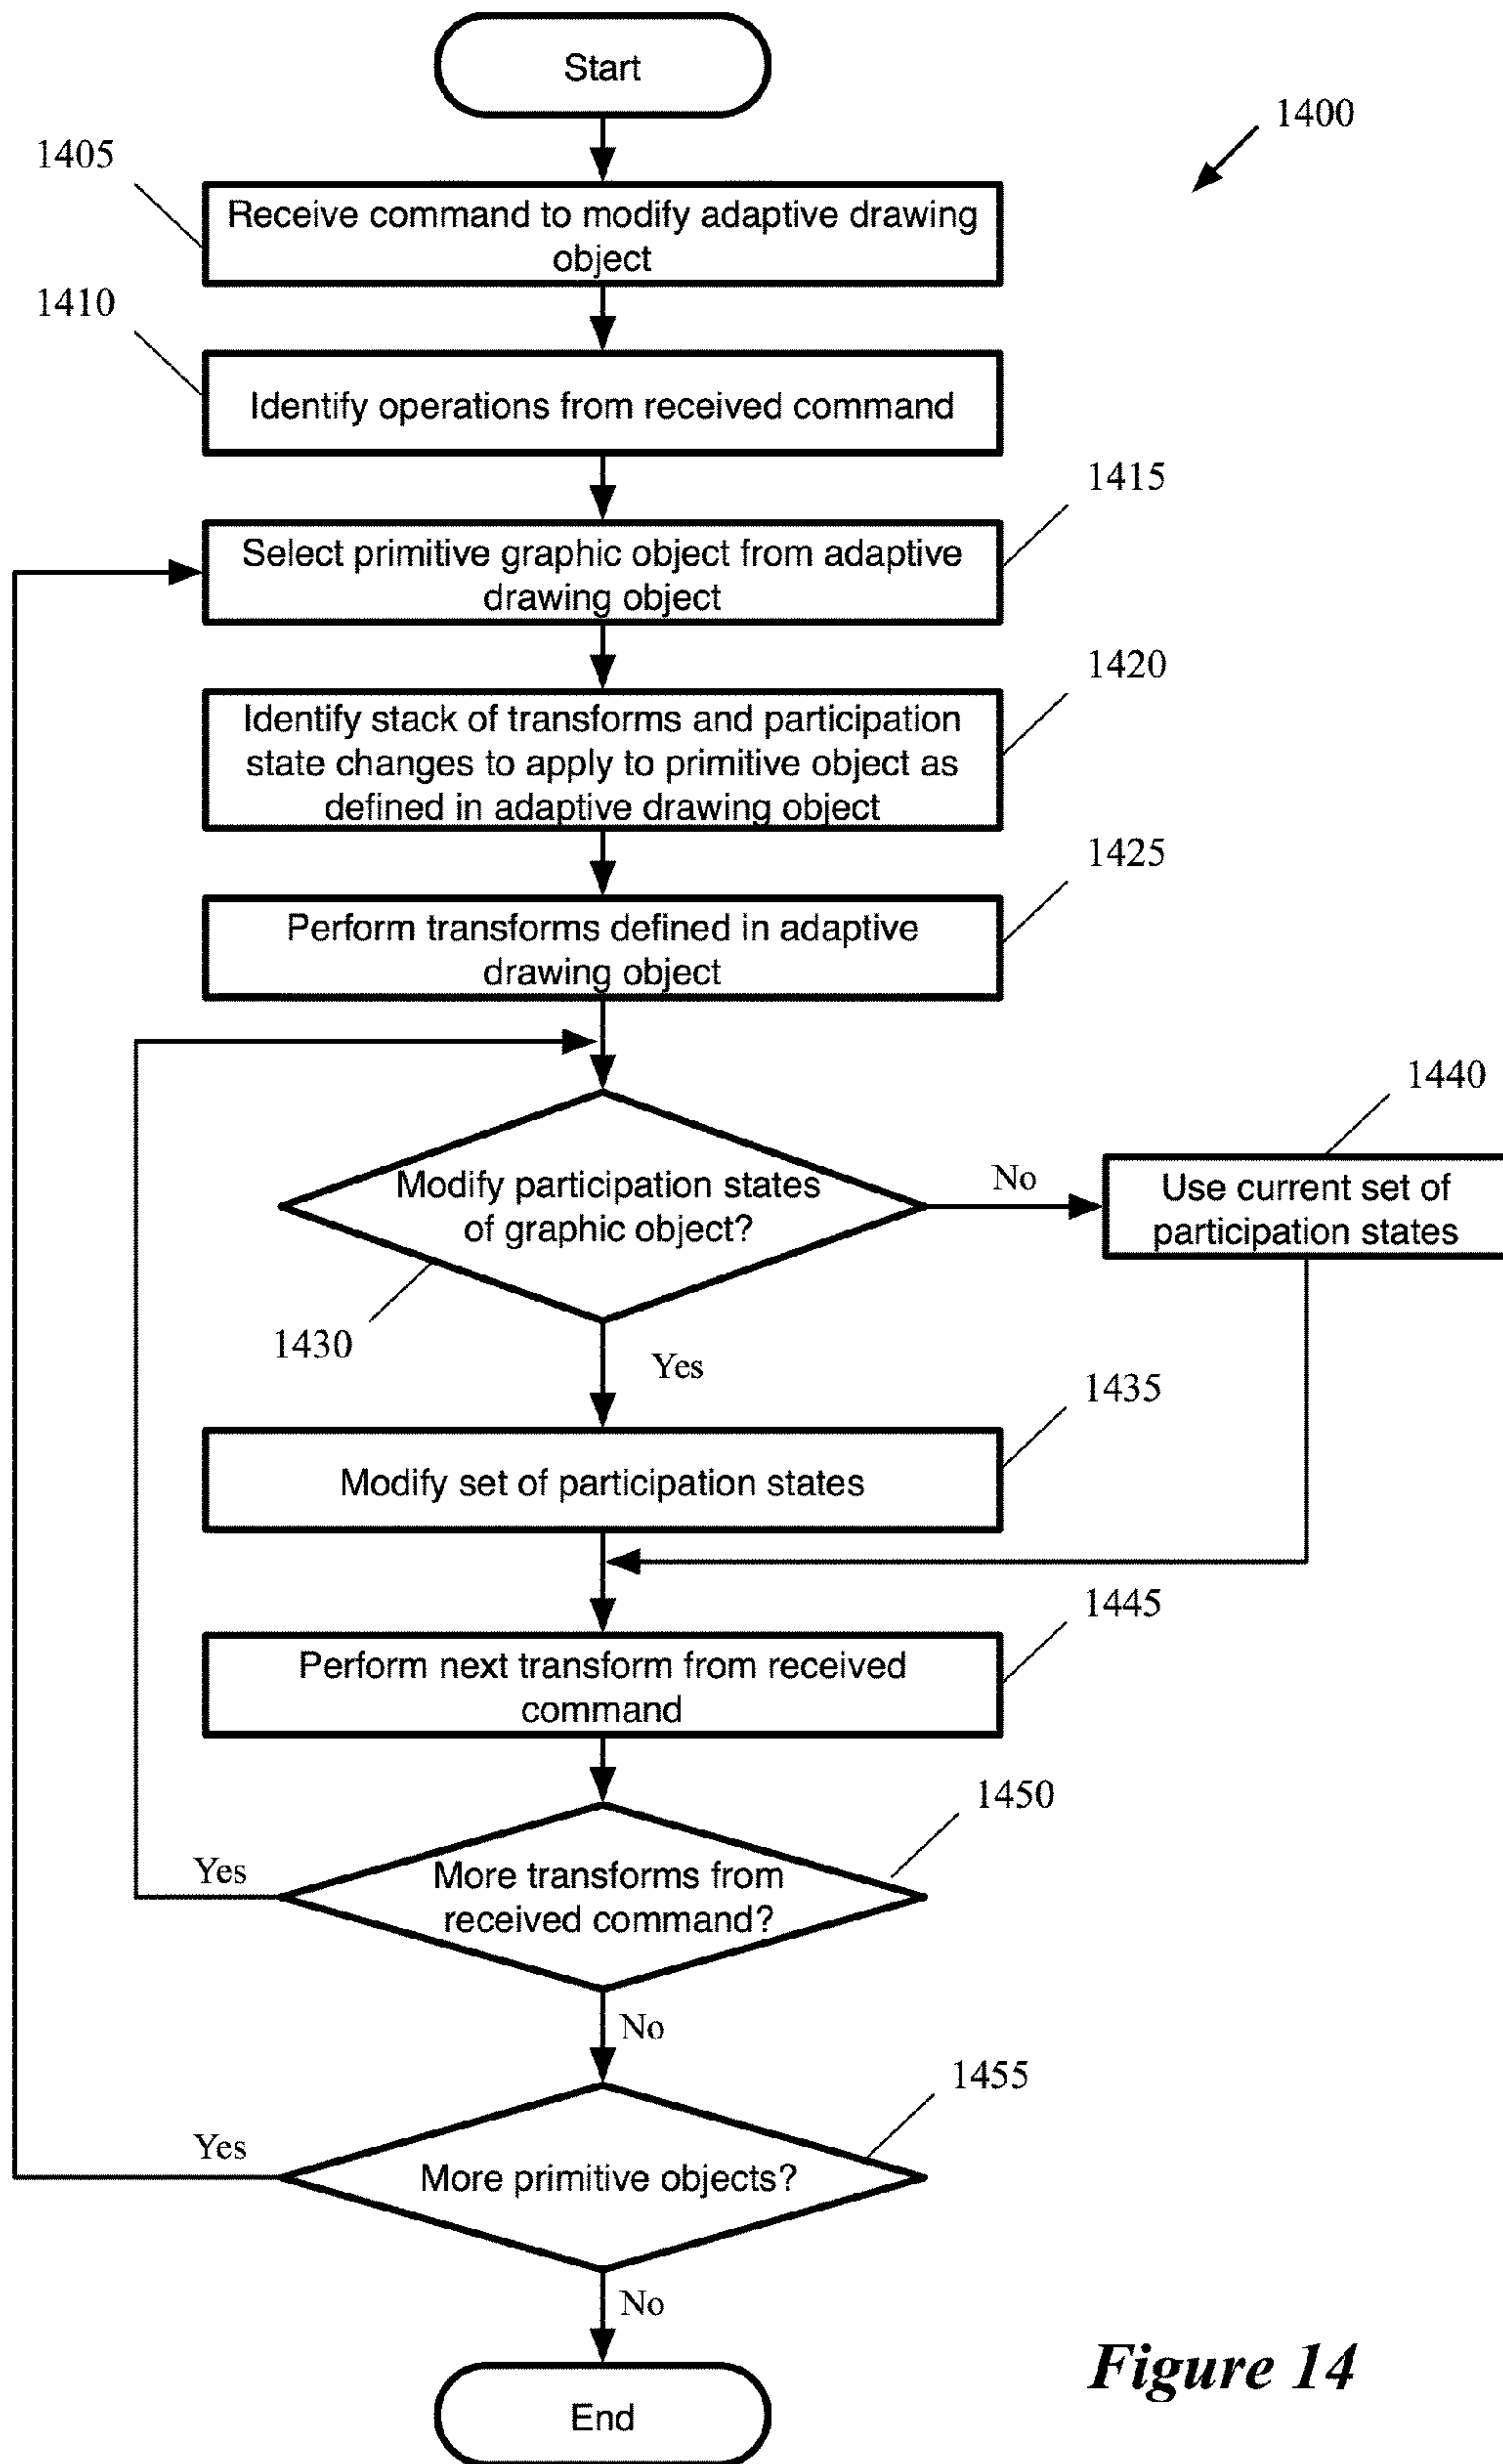 Start
1400
1405
Receive command to modify adaptive drawing
object
1410
Identify operations from received command
1415
Select primitive graphic object from adaptive
drawing object
1420
Identify stack of transforms and participation
state changes to apply to primitive object as
defined in adaptive drawing object
1425
Perform transforms defined in adaptive
drawing object
1430
Modify participation states
of graphic object?
No
1440
Use current set of
participation states
Yes
1435
Modify set of participation states
1445
Perform next transform from received
command
1450
More transforms from
received command?
Yes
No
1455
More primitive objects?
Yes
No
End
Figure 14